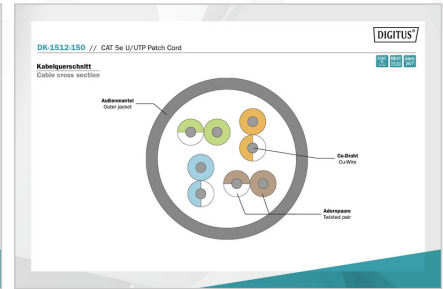 DIGITUS®
DK-1512-150 // CAT 5e U/UTP Patch Cord
Kabelquerschnitt
Cable cross section
Außenmantel
Outer jacket
Cu-Draht
Cu-Wire
Adernpaare
Twisted pair